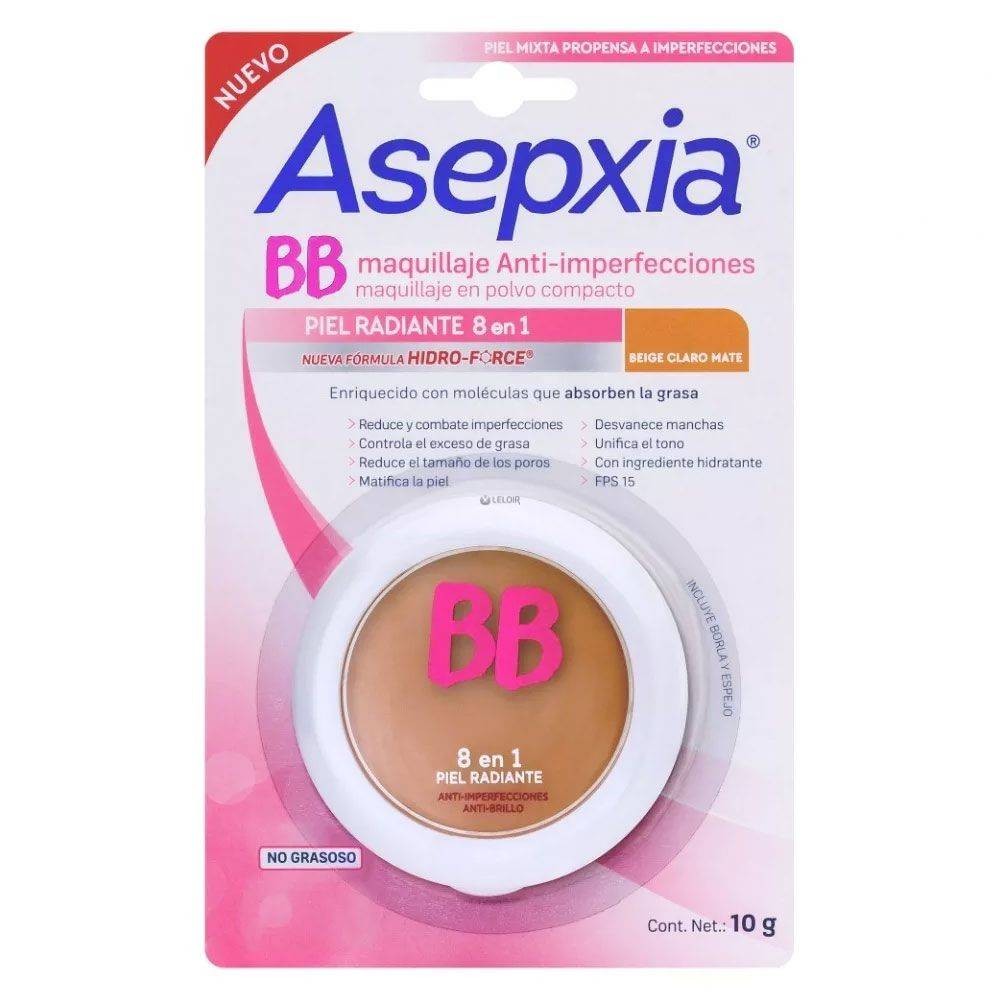 NUEVO
PIEL MIXTA PROPENSA A IMPERFECCIONES
Asepxia®
BB maquillaje Anti-imperfecciones
maquillaje en polvo compacto
PIEL RADIANTE 8 en 1
NUEVA FÓRMULA HIDRO-FORCE®
BEIGE CLARO MATE
Enriquecido con moléculas que absorben la grasa
> Reduce y combate imperfecciones
> Controla el exceso de grasa
> Reduce el tamaño de los poros
> Matifica la piel
> Desvanece manchas
> Unifica el tono
> Con ingrediente hidratante
> FPS 15
LELOIR
INCLUYE BORLA Y ESPEJO
BB
8 en 1
PIEL RADIANTE
ANTI-IMPERFECCIONES
ANTI-BRILLO
NO GRASOSO
Cont. Net.: 10 g